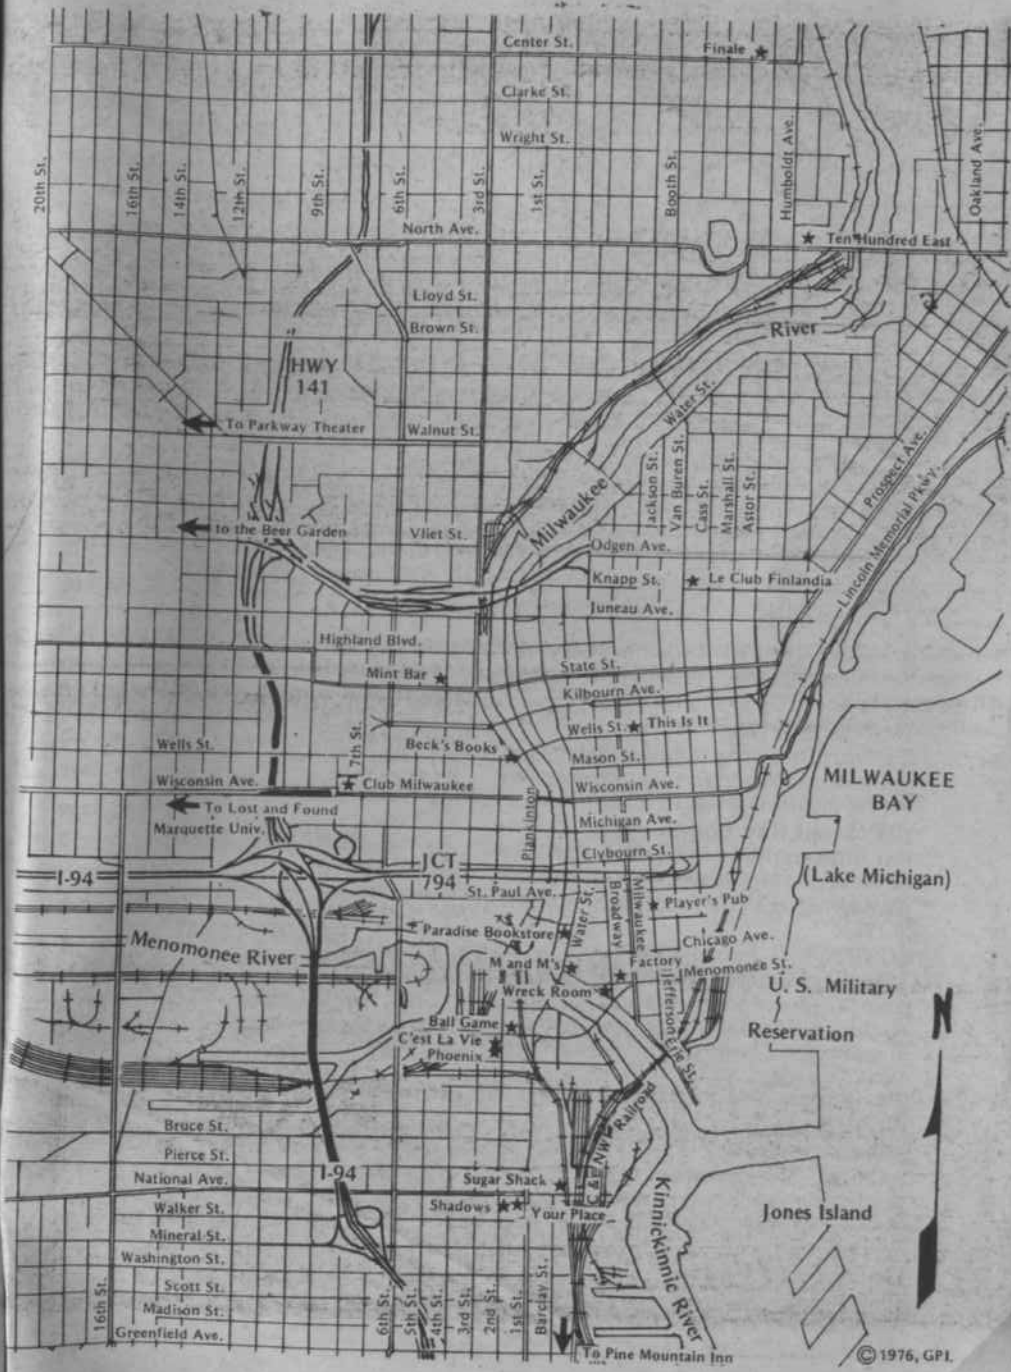 Center St.
Finale
Clarke St.
Wright St.
20th St.
16th St.
14th St.
12th St.
9th St.
6th St.
3rd St.
1st St.
Booth St.
Humboldt Ave.
Oakland Ave.
North Ave.
Ten Hundred East
Lloyd St.
Brown St.
River
HWY
141
Water St.
To Parkway Theater
Walnut St.
Jackson St.
Van Buren St.
Cass St.
Marshall St.
Astor St.
Prospect Ave.
Lincoln Memorial Pkwy.
Milwaukee
to the Beer Garden
Vliet St.
Odgen Ave.
Knapp St.
Le Club Finlandia
Juneau Ave.
Highland Blvd.
State St.
Mint Bar
Kilbourn Ave.
7th St.
Wells St.
This Is It
Wells St.
Beck's Books
Mason St.
Wisconsin Ave.
Club Milwaukee
Wisconsin Ave.
MILWAUKEE
BAY
To Lost and Found
Plankinton
Michigan Ave.
Marquette Univ.
Clybourn St.
I-94
JCT
794
(Lake Michigan)
St. Paul Ave.
Water St.
Broadway
Milwaukee
Player's Pub
Paradise Bookstore
Chicago Ave.
Menomonee River
M and M's
Factory
Menomonee St.
Wreck Room
Jefferson
Erie St.
U. S. Military
Reservation
N
Ball Game
C'est La Vie
Phoenix
C & E NW Railroad
Bruce St.
Pierce St.
I-94
National Ave.
Sugar Shack
Walker St.
Shadows
Your Place
Kinnickinnic River
Jones Island
Mineral St.
Washington St.
Scott St.
Madison St.
Greenfield Ave.
16th St.
6th St.
5th St.
4th St.
3rd St.
2nd St.
1st St.
Barclay St.
To Pine Mountain Inn
© 1976, GPI.